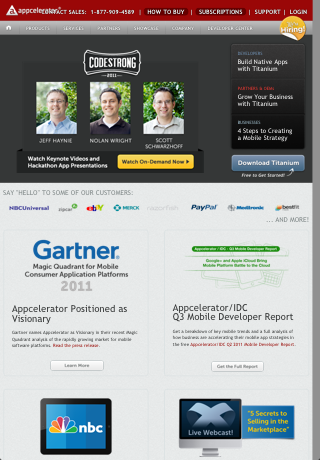 appcelerator
CONTACT SALES: 1-877-909-4589 | HOW TO BUY | SUBSCRIPTIONS | SUPPORT | LOGIN
We're Hiring!
PRODUCTS SERVICES PARTNERS SHOWCASE COMPANY DEVELOPER CENTER
CODESTRONG
2011
JEFF HAYNIE
NOLAN WRIGHT
SCOTT
SCHWARZHOFF
Watch Keynote Videos and
Hackathon App Presentations
Watch On-Demand Now
DEVELOPERS
Build Native Apps
with Titanium
PARTNERS & ISVs
Grow Your Business
with Titanium
BUSINESSES
4 Steps to Creating
a Mobile Strategy
Download Titanium
Free to Get Started!
SAY "HELLO" TO SOME OF OUR CUSTOMERS:
NBCUniversal zipcar ebY MERCK PayPal Medtronic bestfit
... AND MORE!
Gartner
Magic Quadrant for Mobile
Consumer Application Platforms
2011
Appcelerator Positioned as
Visionary
Gartner names Appcelerator as Visionary in their recent Magic
Quadrant analysis of the rapidly growing market for mobile
software platforms. Read the press release.
Learn More
Appcelerator / IDC - Q3 Mobile Developer Report
Google+ and Apple iCloud Bring
Mobile Platform Battle to the Cloud
Appcelerator/IDC
Q3 Mobile Developer Report
Get a breakdown of key mobile trends and a full analysis of
how business are accelerating their mobile app strategies in
the free Appcelerator/IDC Q2 2011 Mobile Developer Report.
Get the Full Report
nbc
Live Webcast!
"5 Secrets to
Selling in the
Marketplace"